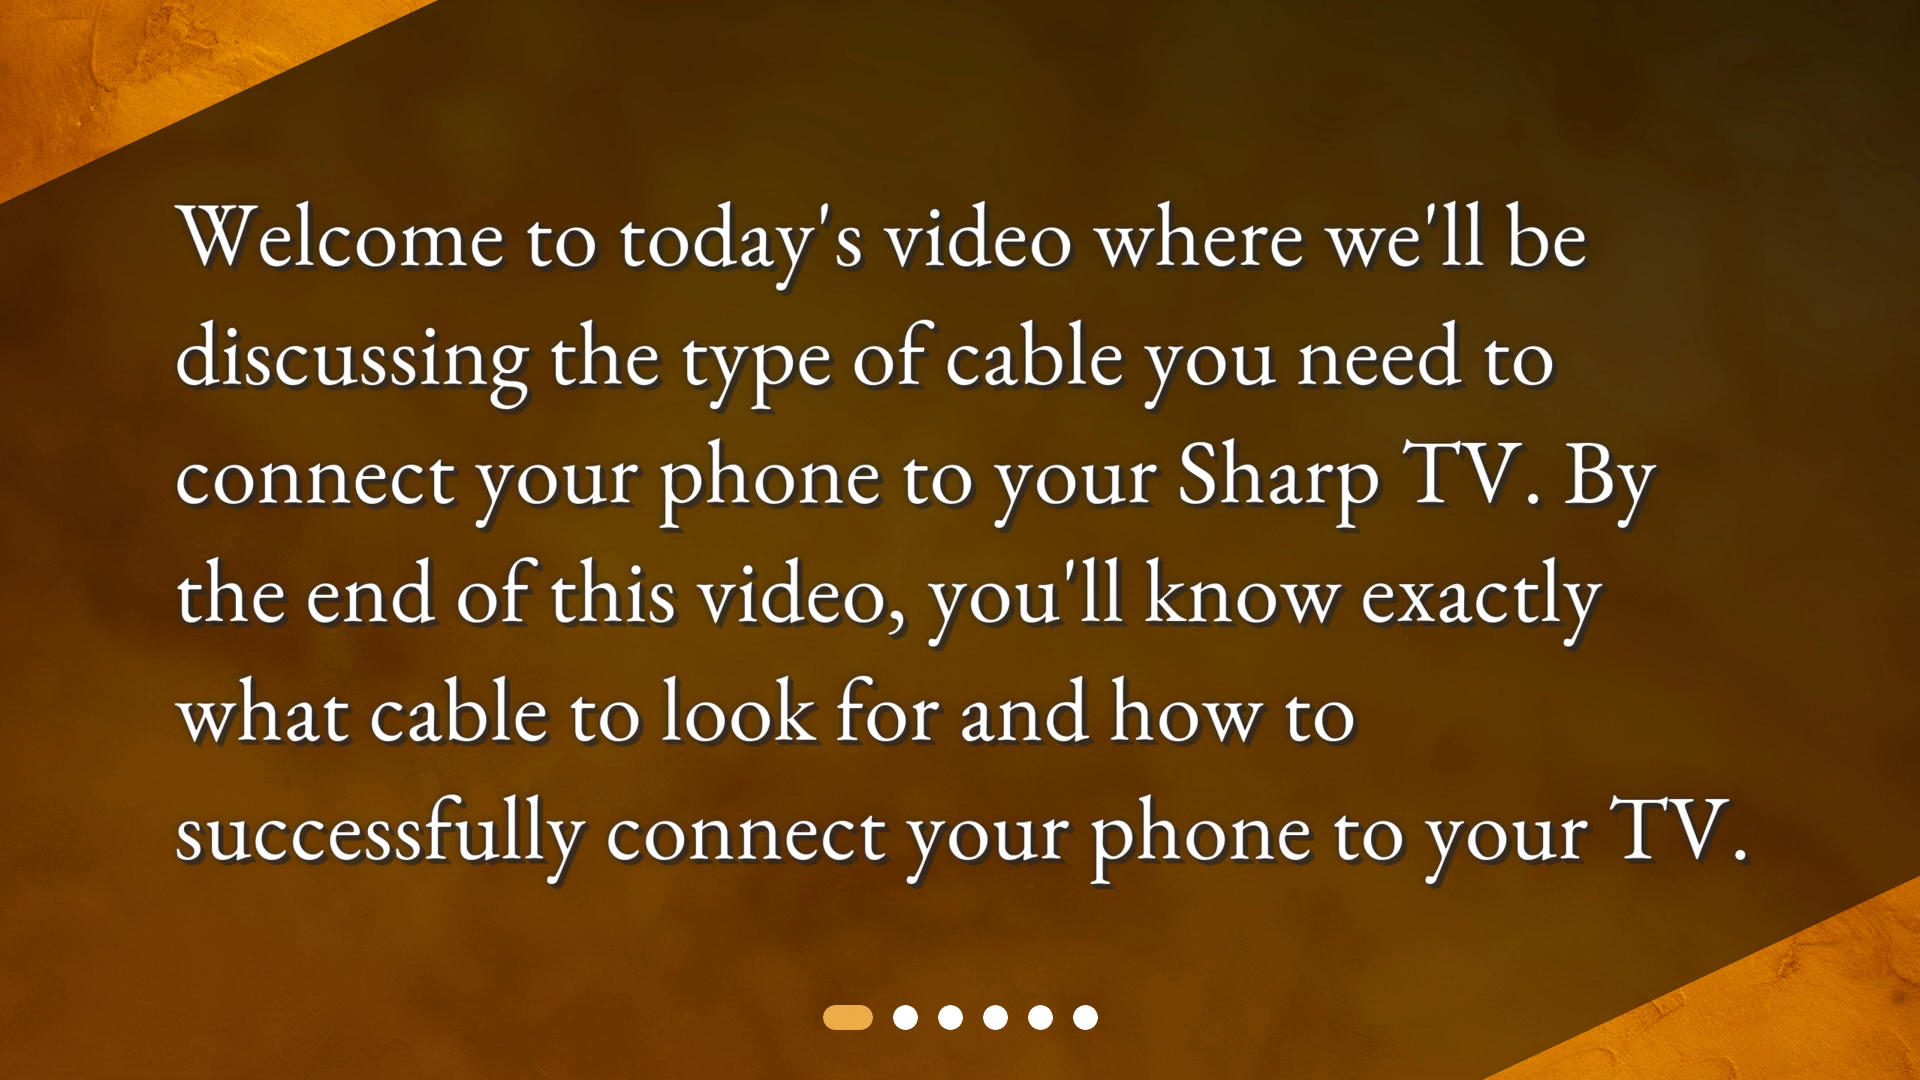 Welcome to today's video where we'll be
discussing the type of cable you need to
connect your phone to your Sharp TV. By
the end of this video, you'll know exactly
what cable to look for and how to
successfully connect your phone to your TV.